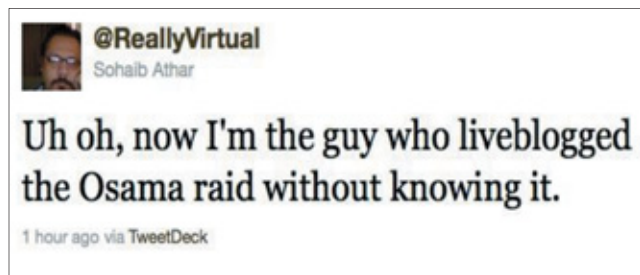 @ReallyVirtual
Sohaib Athar
Uh oh, now I'm the guy who liveblogged
the Osama raid without knowing it.
1 hour ago via TweetDeck